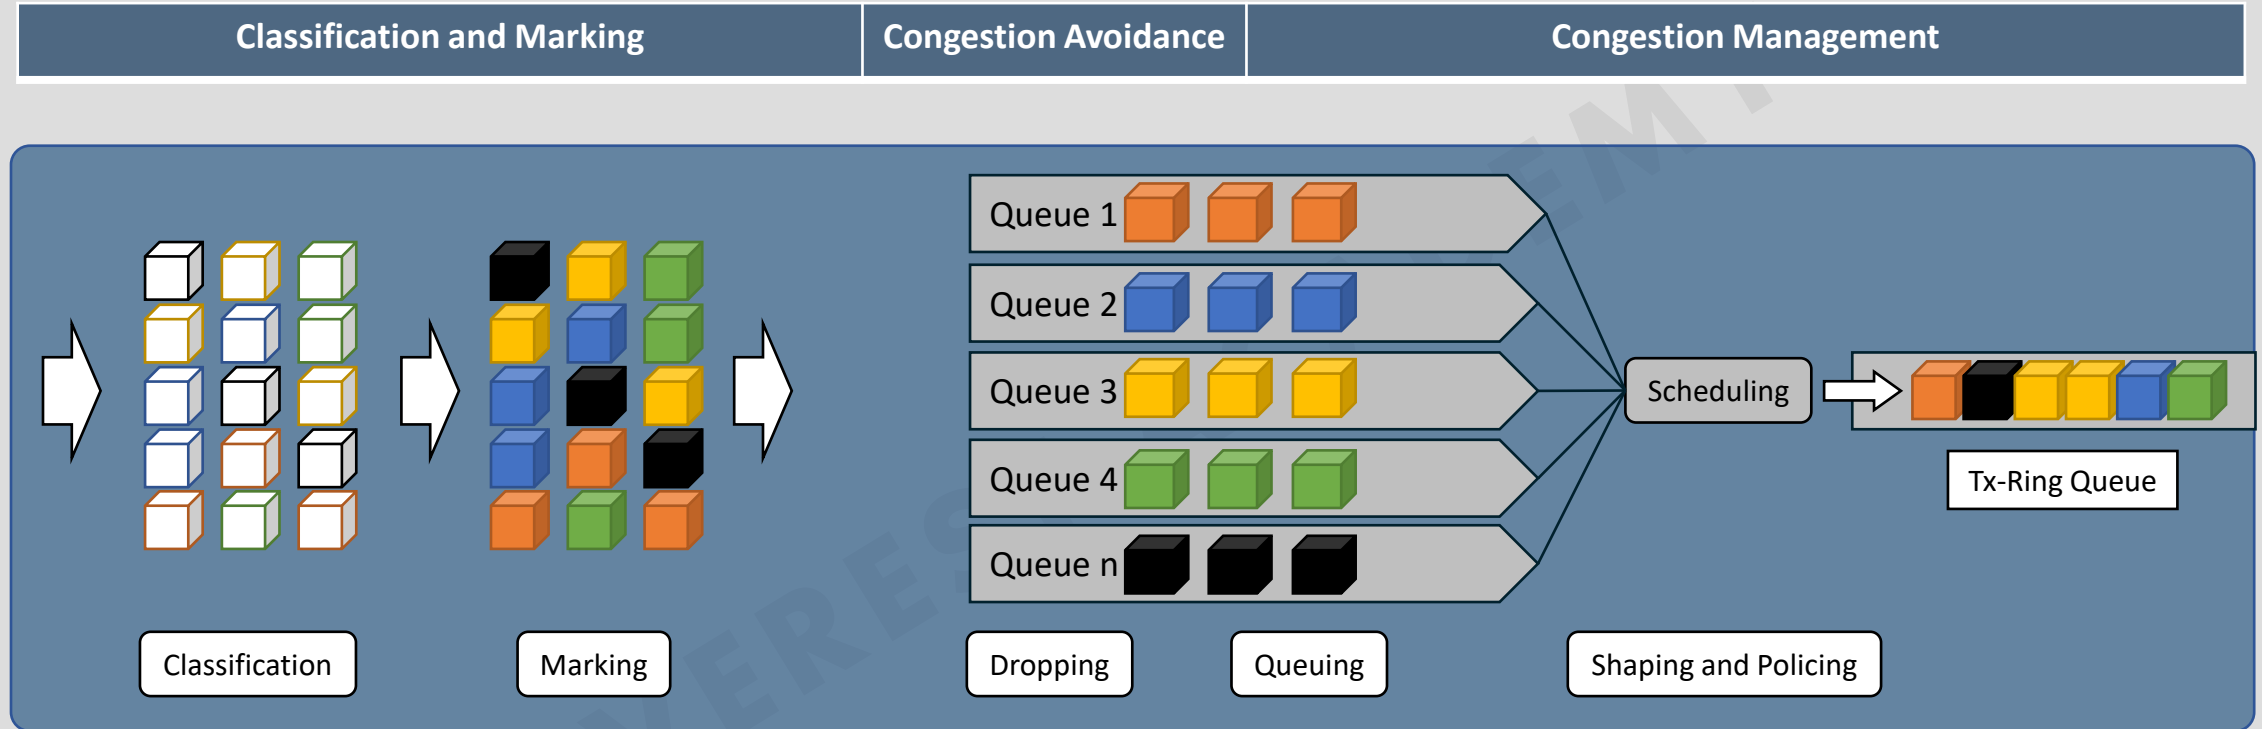 Classification and Marking
Congestion Avoidance
Congestion Management
Queue 1
Queue 2
Queue 3
Queue 4
Queue n
Scheduling
Tx-Ring Queue
Classification
Marking
Dropping
Queuing
Shaping and Policing